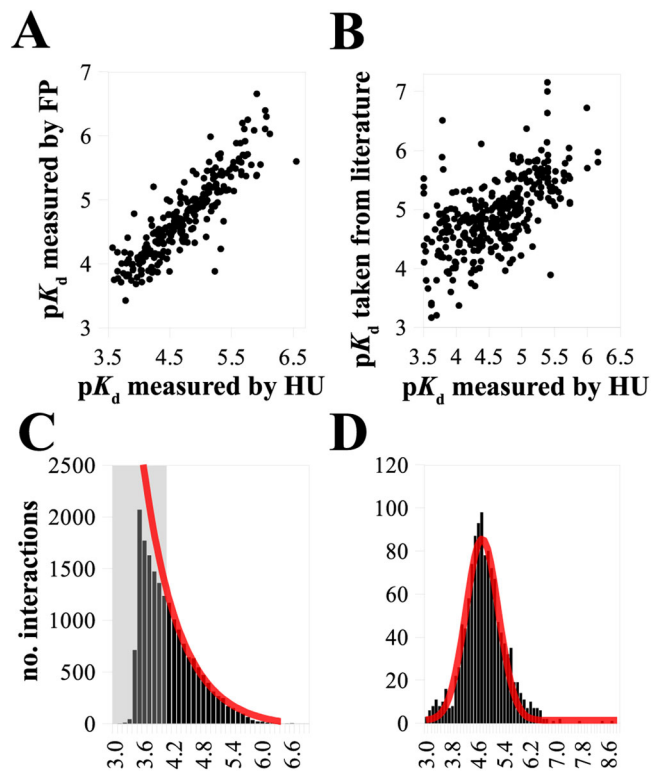 A
pKd measured by FP
7
6
5
4
3
3.5 4.5 5.5 6.5
pKd measured by HU
B
pKd taken from literature
7
6
5
4
3
3.5 4 4.5 5 5.5 6 6.5
pKd measured by HU
C
no. interactions
2500
2000
1500
1000
500
0
3.0 3.6 4.2 4.8 5.4 6.0 6.6
D
120
100
80
60
40
20
0
3.0 3.8 4.6 5.4 6.2 7.0 7.8 8.6